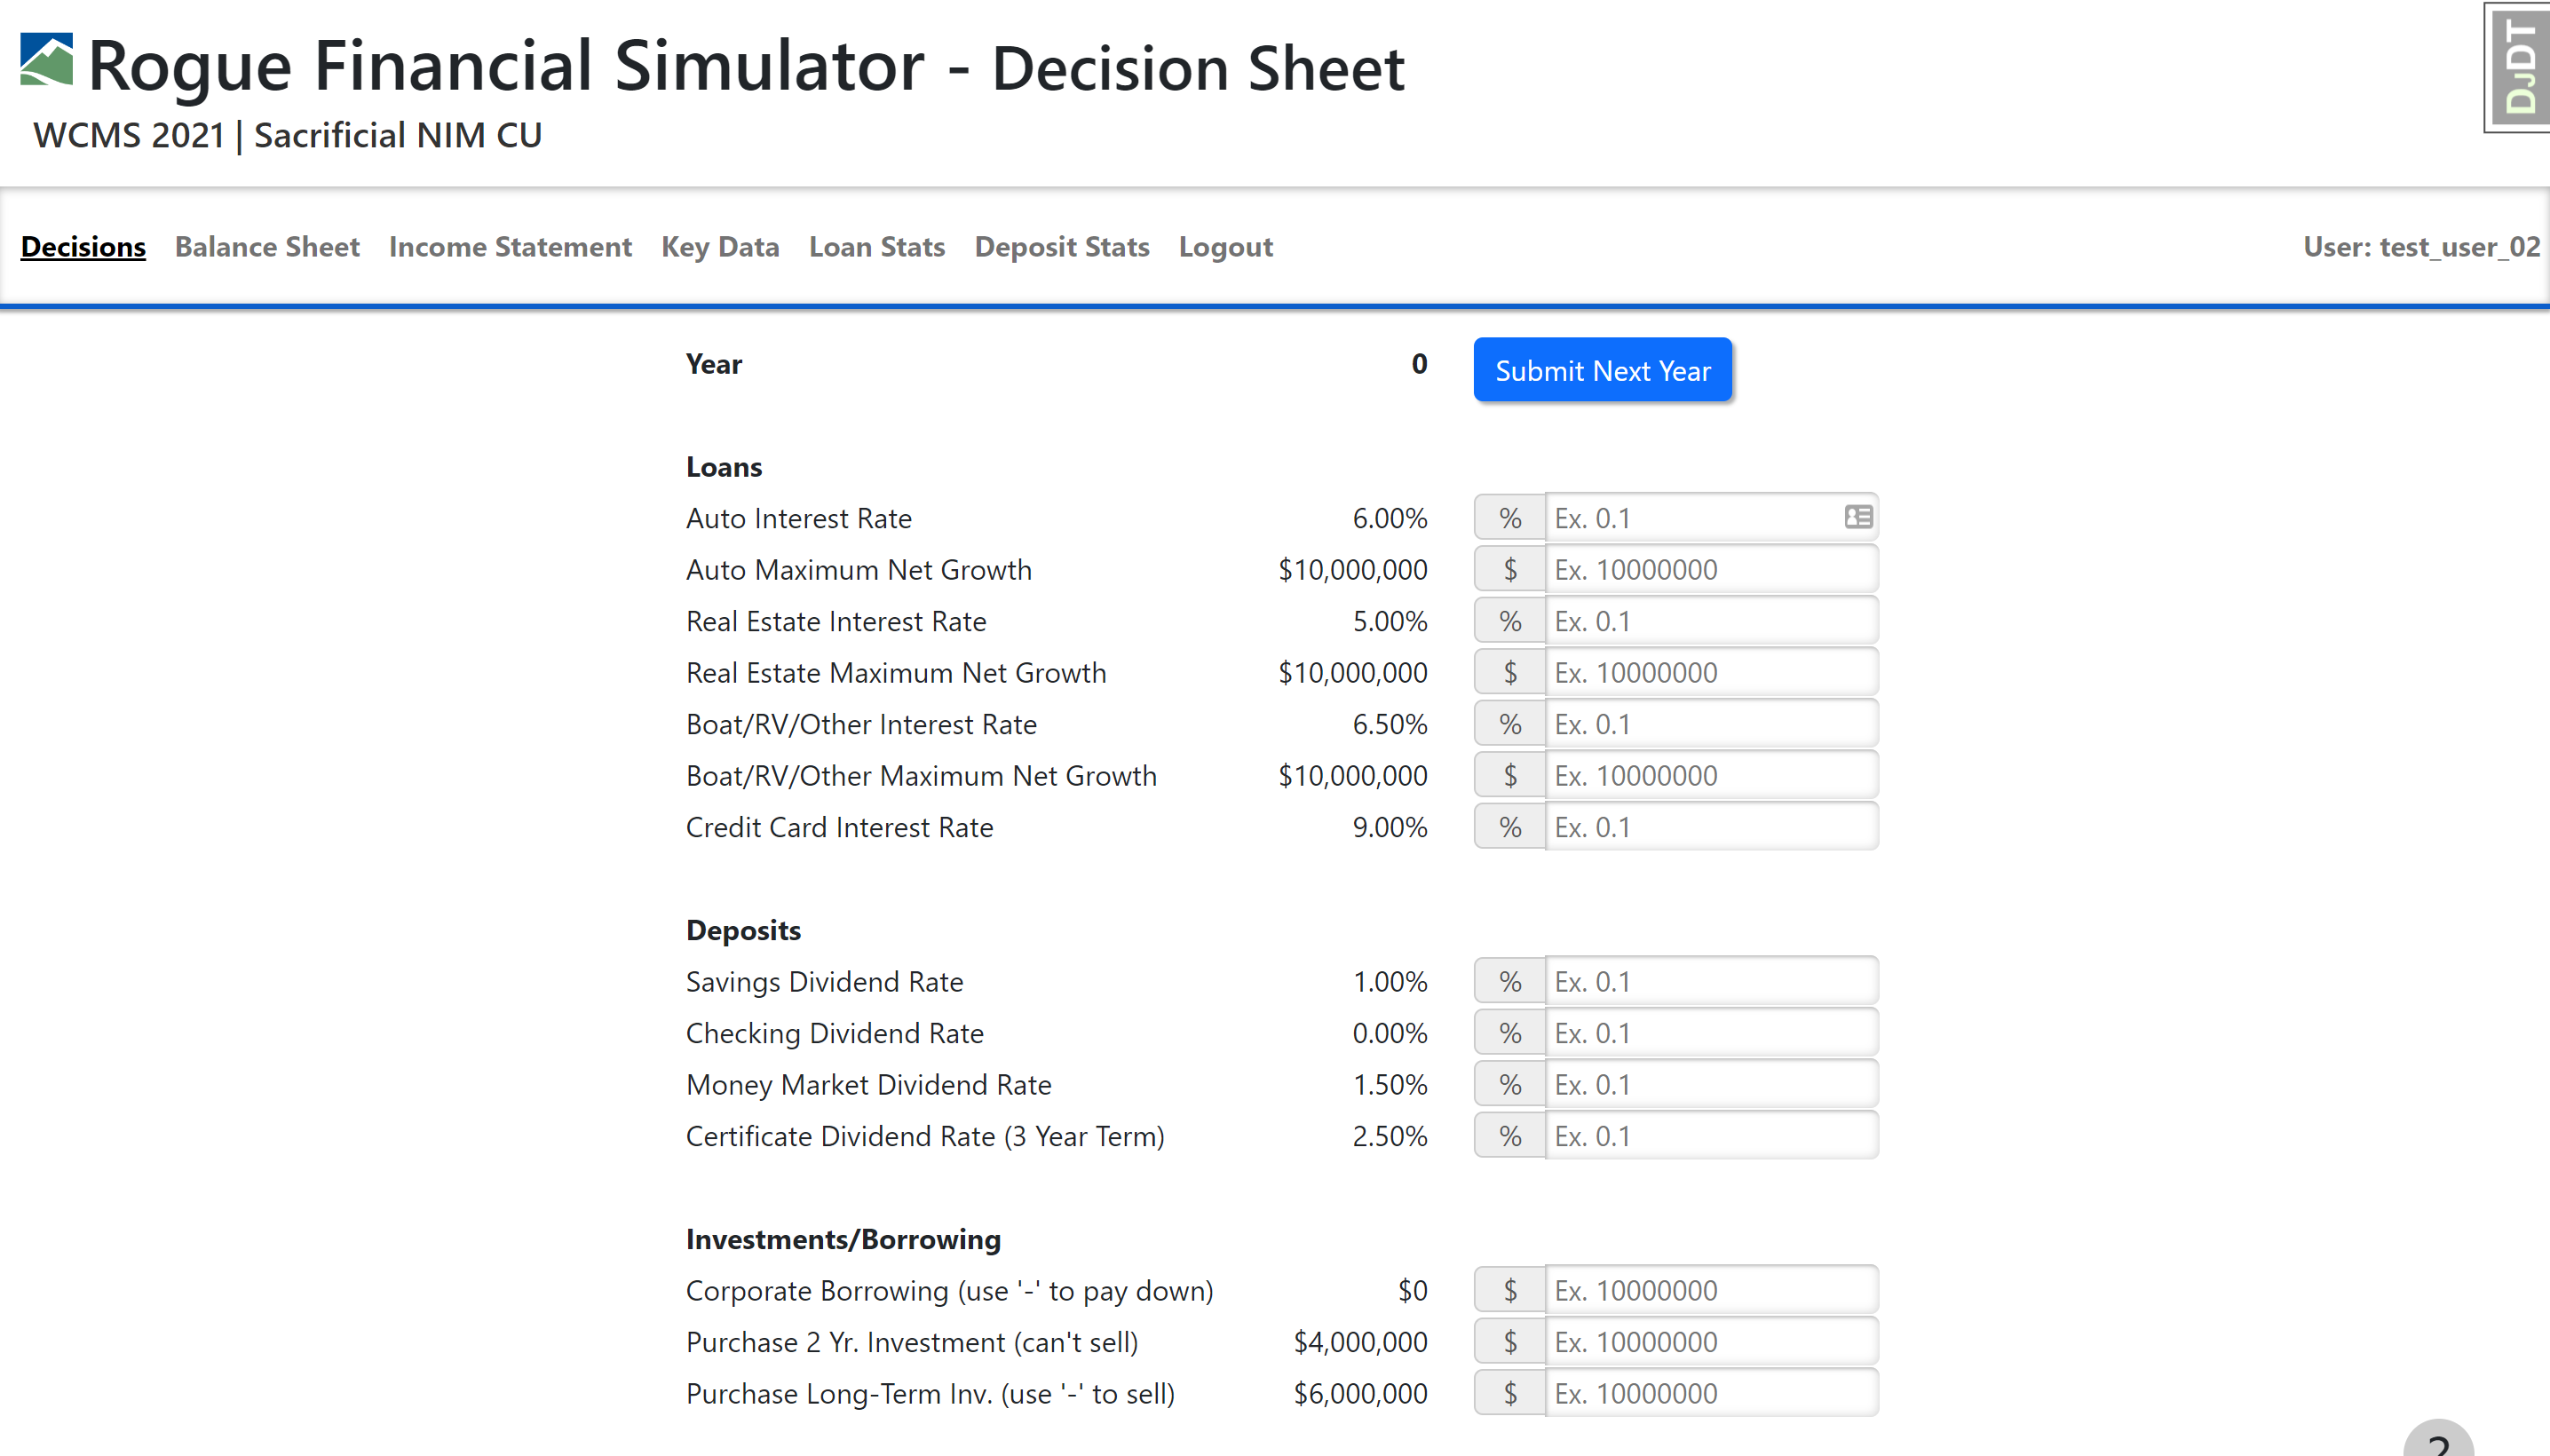 Rogue Financial Simulator - Decision Sheet
DJDT
WCMS 2021 | Sacrificial NIM CU
Decisions Balance Sheet Income Statement Key Data Loan Stats Deposit Stats Logout User: test_user_02
Year 0 Submit Next Year
Loans
Auto Interest Rate 6.00% % Ex. 0.1
Auto Maximum Net Growth $10,000,000 $ Ex. 10000000
Real Estate Interest Rate 5.00% % Ex. 0.1
Real Estate Maximum Net Growth $10,000,000 $ Ex. 10000000
Boat/RV/Other Interest Rate 6.50% % Ex. 0.1
Boat/RV/Other Maximum Net Growth $10,000,000 $ Ex. 10000000
Credit Card Interest Rate 9.00% % Ex. 0.1
Deposits
Savings Dividend Rate 1.00% % Ex. 0.1
Checking Dividend Rate 0.00% % Ex. 0.1
Money Market Dividend Rate 1.50% % Ex. 0.1
Certificate Dividend Rate (3 Year Term) 2.50% % Ex. 0.1
Investments/Borrowing
Corporate Borrowing (use '-' to pay down) $0 $ Ex. 10000000
Purchase 2 Yr. Investment (can't sell) $4,000,000 $ Ex. 10000000
Purchase Long-Term Inv. (use '-' to sell) $6,000,000 $ Ex. 10000000